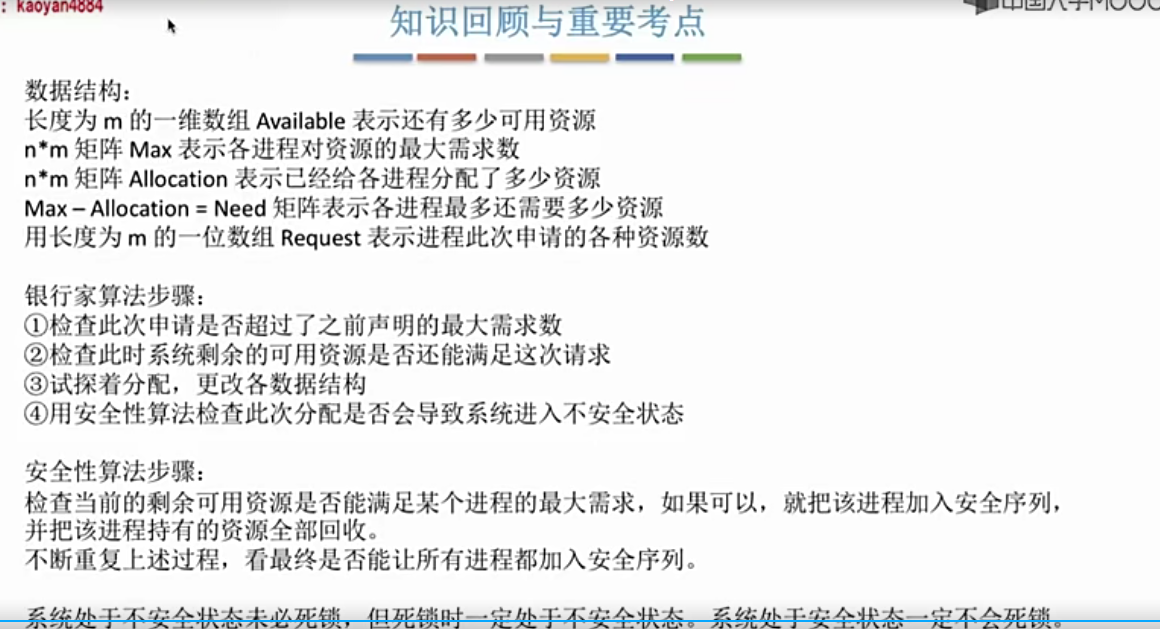 : kaoyan4884
中国大学MOOC
知识回顾与重要考点
数据结构：
长度为 m 的一维数组 Available 表示还有多少可用资源
n*m 矩阵 Max 表示各进程对资源的最大需求数
n*m 矩阵 Allocation 表示已经给各进程分配了多少资源
Max – Allocation = Need 矩阵表示各进程最多还需要多少资源
用长度为 m 的一位数组 Request 表示进程此次申请的各种资源数
银行家算法步骤：
①检查此次申请是否超过了之前声明的最大需求数
②检查此时系统剩余的可用资源是否还能满足这次请求
③试探着分配，更改各数据结构
④用安全性算法检查此次分配是否会导致系统进入不安全状态
安全性算法步骤：
检查当前的剩余可用资源是否能满足某个进程的最大需求，如果可以，就把该进程加入安全序列，
并把该进程持有的资源全部回收。
不断重复上述过程，看最终是否能让所有进程都加入安全序列。
系统处于不安全状态未必死锁，但死锁时一定处于不安全状态。系统处于安全状态一定不会死锁。